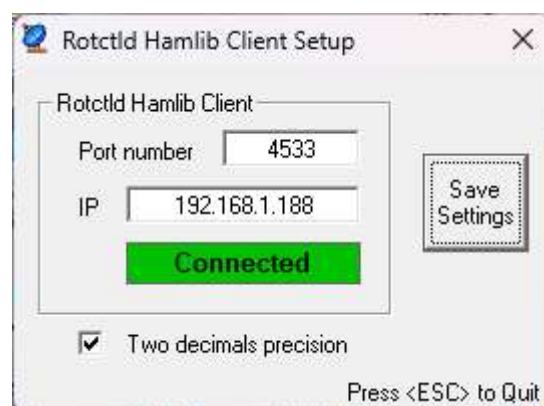 Rotctld Hamlib Client Setup
Rotctld Hamlib Client
Port number 4533
IP 192.168.1.188
Connected
Save
Settings
Two decimals precision
Press <ESC> to Quit